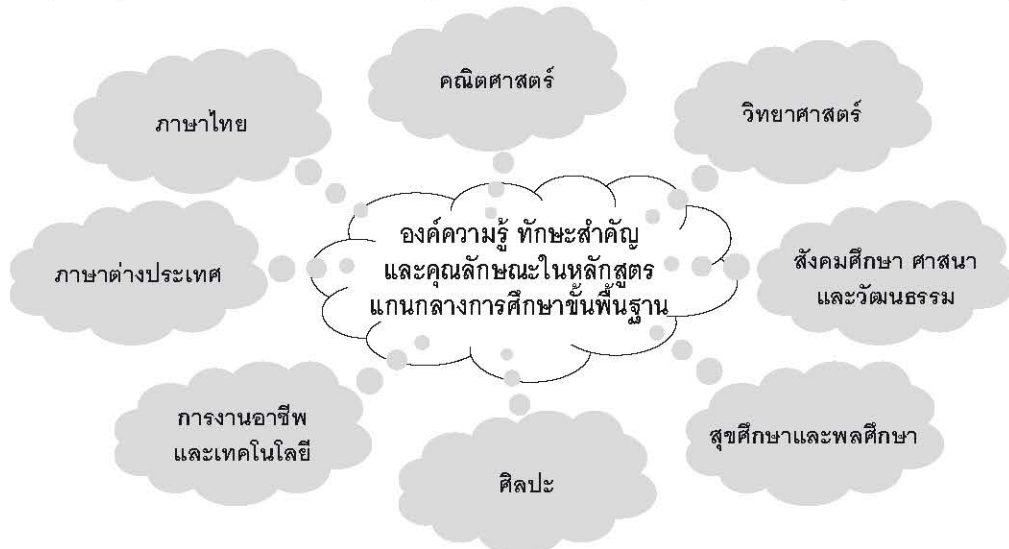 คณิตศาสตร์
ภาษาไทย
วิทยาศาสตร์
องค์ความรู้ ทักษะสำคัญ
และคุณลักษณะในหลักสูตร
แกนกลางการศึกษาขั้นพื้นฐาน
ภาษาต่างประเทศ
สังคมศึกษา ศาสนา
และวัฒนธรรม
การงานอาชีพ
และเทคโนโลยี
สุขศึกษาและพลศึกษา
ศิลปะ